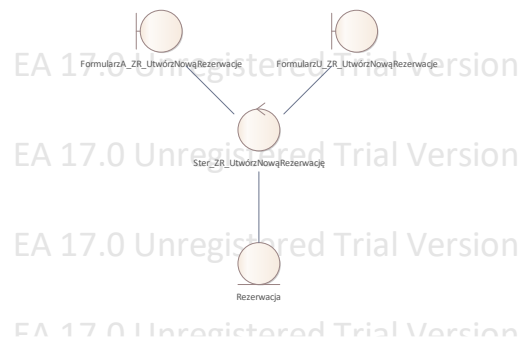 FormularzA_ZR_UtwórzNowąRezerwacje
FormularzU_ZR_UtwórzNowąRezerwacje
EA 17.0 Unregistered Trial Version
EA 17.0 Unregistered Trial Version
Ster_ZR_UtwórzNowąRezerwację
EA 17.0 Unregistered Trial Version
Rezerwacja
EA 17.0 Unregistered Trial Version